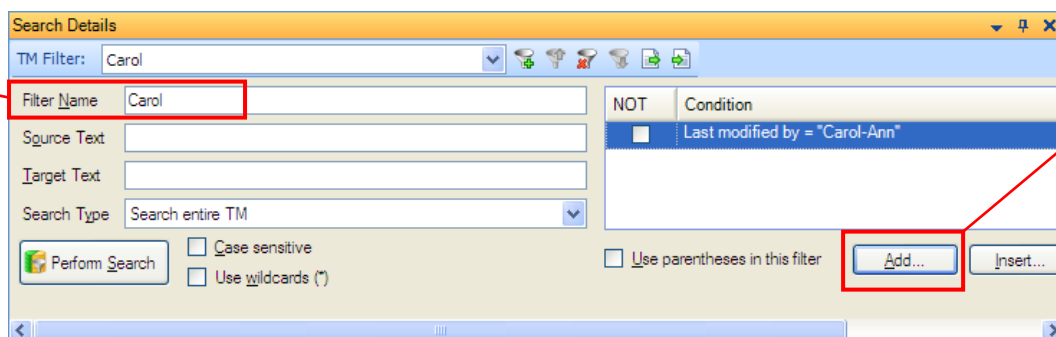 Search Details
TM Filter: Carol
Filter Name Carol
NOT Condition
Last modified by = "Carol-Ann"
Source Text
Target Text
Search Type Search entire TM
Perform Search
Case sensitive
Use wildcards (*)
Use parentheses in this filter
Add...
Insert...